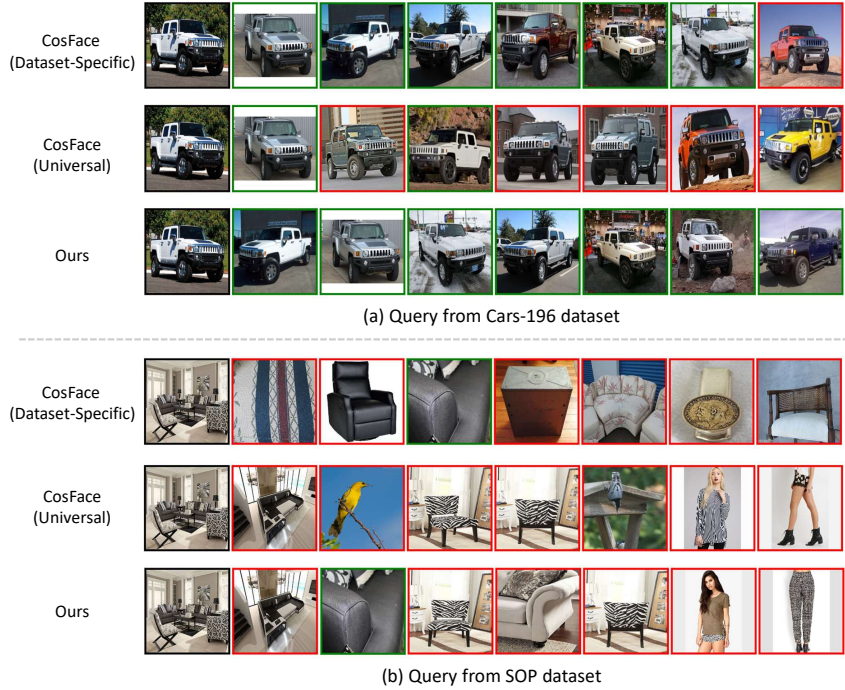 CosFace
(Dataset-Specific)
CosFace
(Universal)
Ours
(a) Query from Cars-196 dataset
CosFace
(Dataset-Specific)
CosFace
(Universal)
Ours
(b) Query from SOP dataset